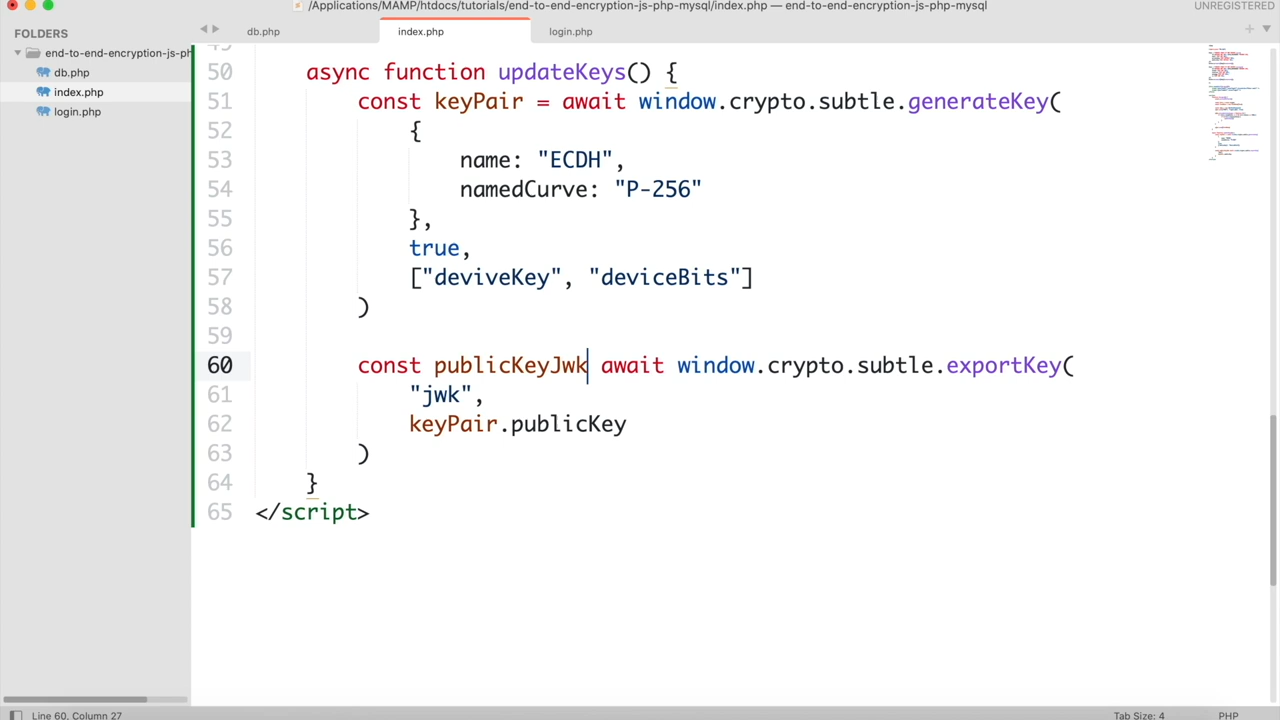 /Applications/MAMP/htdocs/tutorials/end-to-end-encryption-js-php-mysql/index.php — end-to-end-encryption-js-php-mysql
UNREGISTERED
FOLDERS
end-to-end-encryption-js-ph
db.php
index.php
login.php
db.php
index.php
login.php
49
50 async function updateKeys() {
51 const keyPair = await window.crypto.subtle.generateKey(
52 {
53 name: "ECDH",
54 namedCurve: "P-256"
55 },
56 true,
57 ["deviveKey", "deviceBits"]
58 )
59
60 const publicKeyJwk await window.crypto.subtle.exportKey(
61 "jwk",
62 keyPair.publicKey
63 )
64 }
65 </script>
Line 60, Column 27
Tab Size: 4
PHP